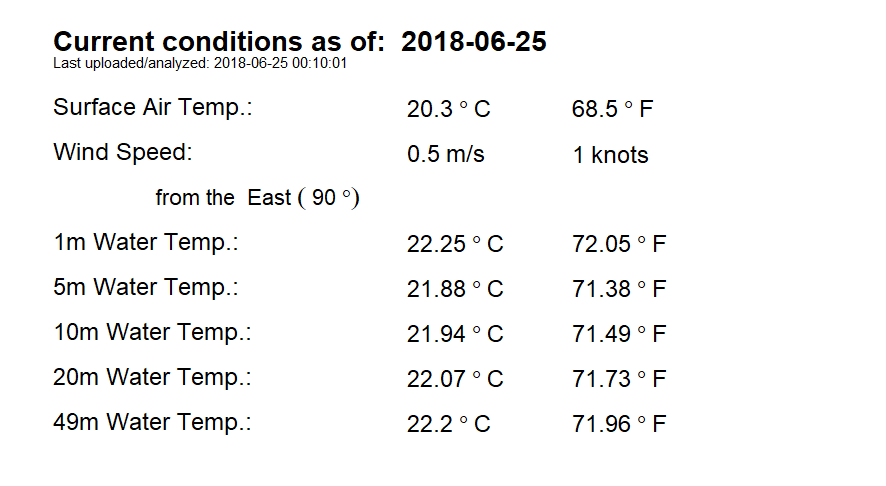 Current conditions as of: 2018-06-25
Last uploaded/analyzed: 2018-06-25 00:10:01
Surface Air Temp.: 20.3 ° C 68.5 ° F
Wind Speed: 0.5 m/s 1 knots
from the East ( 90 °)
1m Water Temp.: 22.25 ° C 72.05 ° F
5m Water Temp.: 21.88 ° C 71.38 ° F
10m Water Temp.: 21.94 ° C 71.49 ° F
20m Water Temp.: 22.07 ° C 71.73 ° F
49m Water Temp.: 22.2 ° C 71.96 ° F